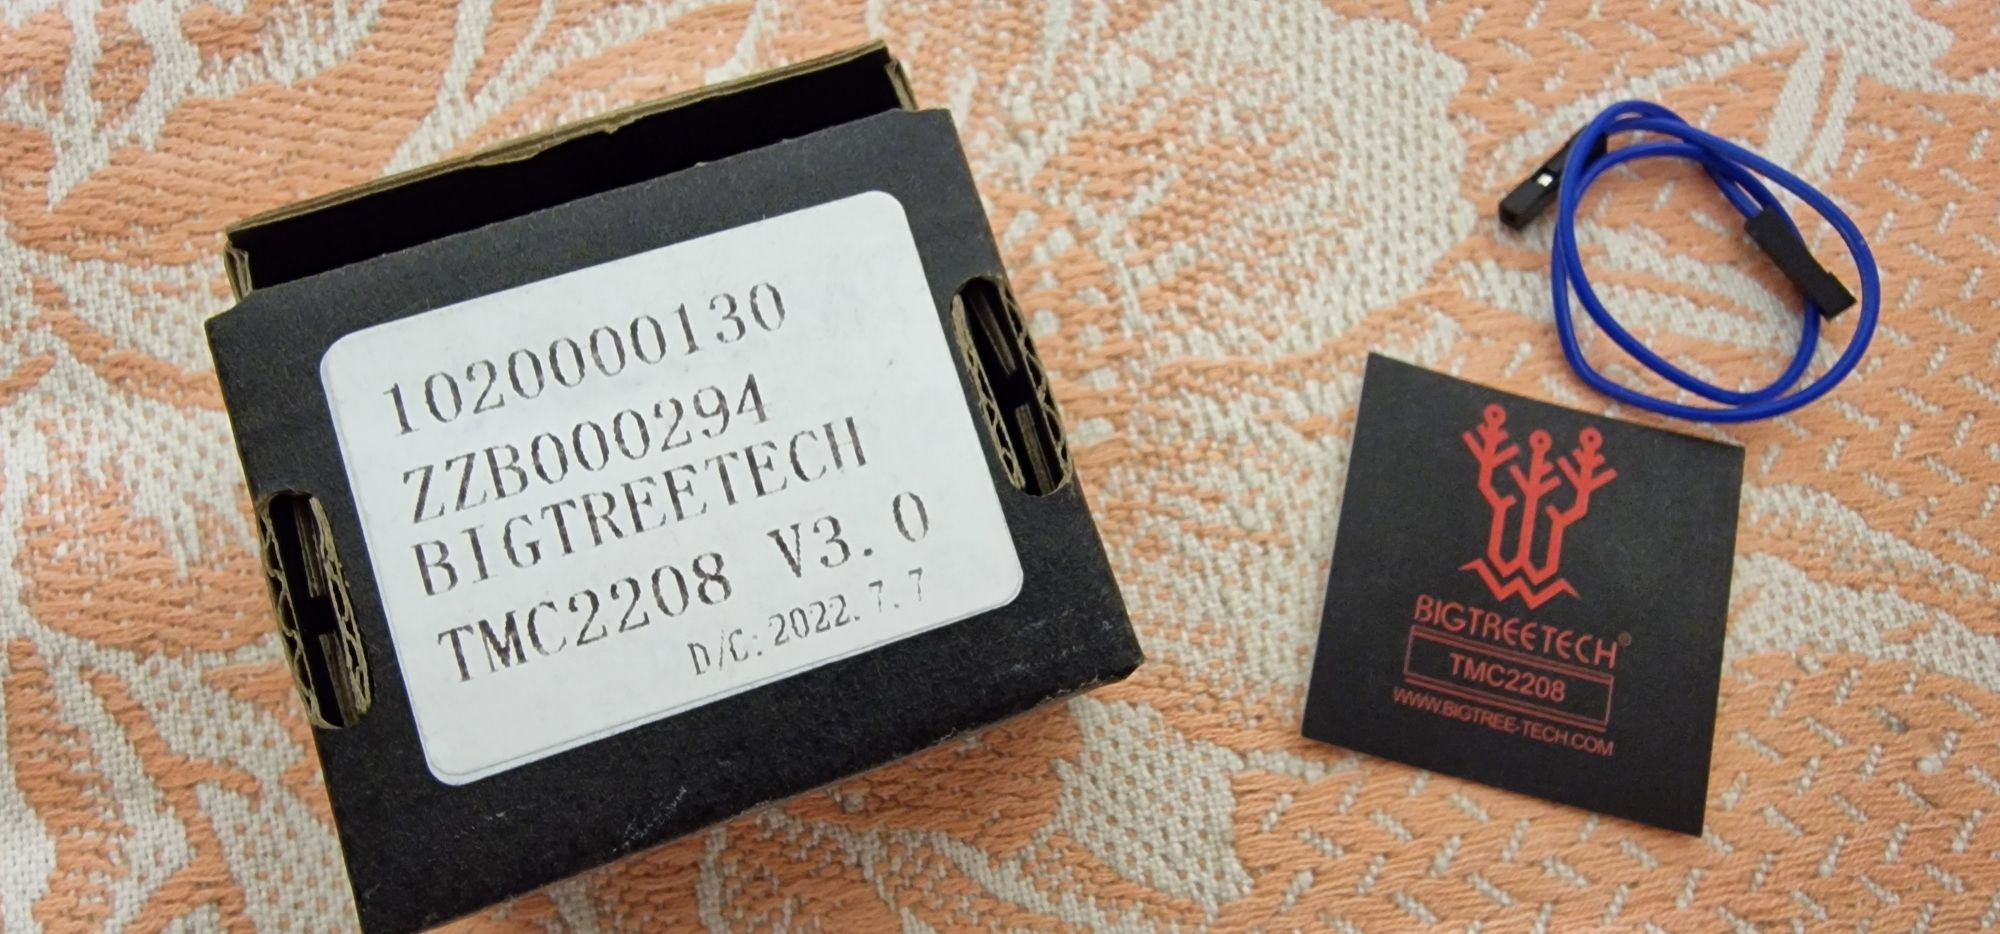 1020000130
ZZB000294
BIGTREETECH
TMC2208 V3.0
D/C:2022.7.7
BIGTREETECH®
TMC2208
WWW.BIGTREE-TECH.COM